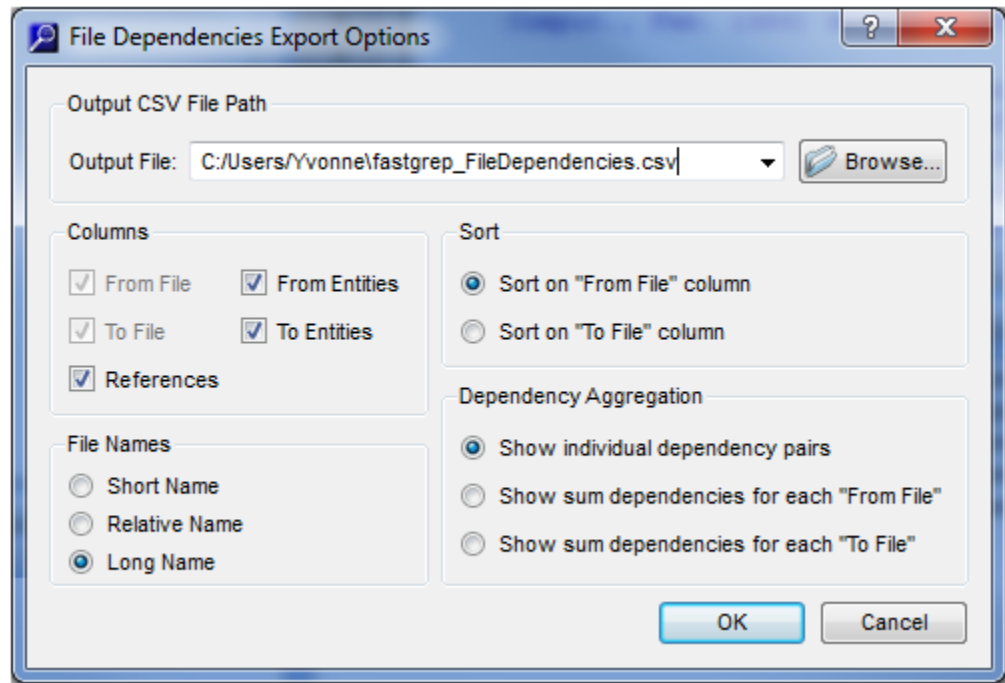 File Dependencies Export Options
Output CSV File Path
Output File: C:/Users/Yvonne\fastgrep_FileDependencies.csv Browse...
Columns
From File From Entities
To File To Entities
References
File Names
Short Name
Relative Name
Long Name
Sort
Sort on "From File" column
Sort on "To File" column
Dependency Aggregation
Show individual dependency pairs
Show sum dependencies for each "From File"
Show sum dependencies for each "To File"
OK Cancel